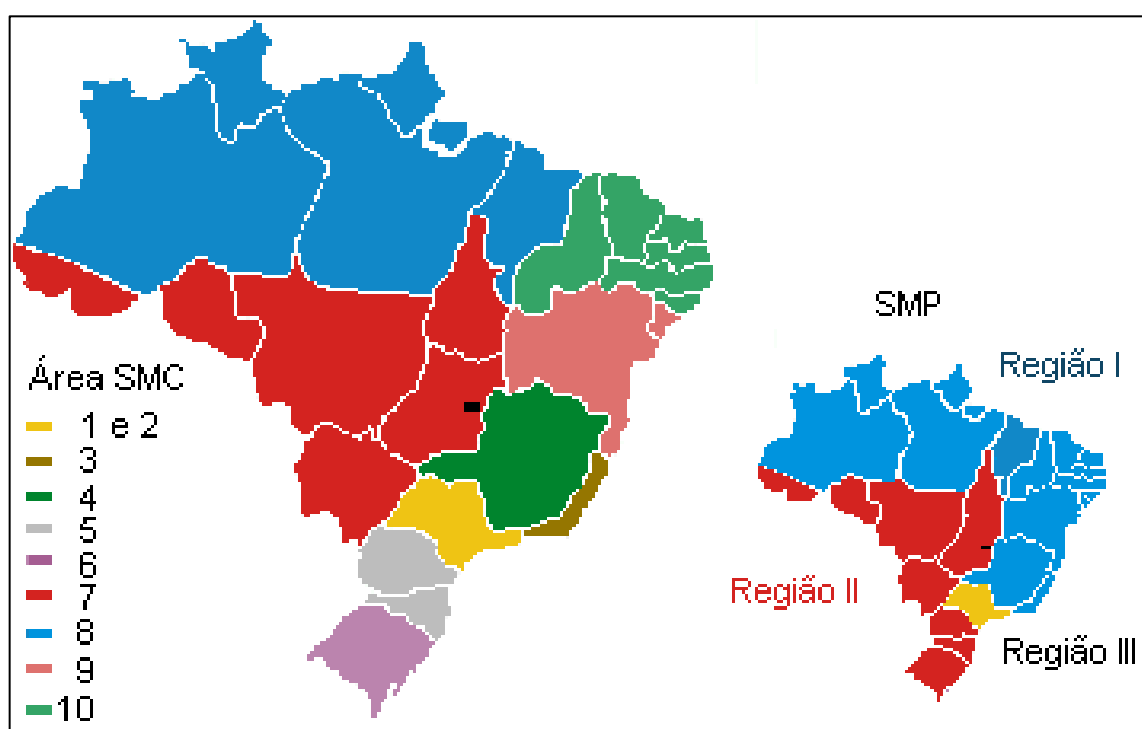 Área SMC
1 e 2
3
4
5
6
7
8
9
10
SMP
Região I
Região II
Região III